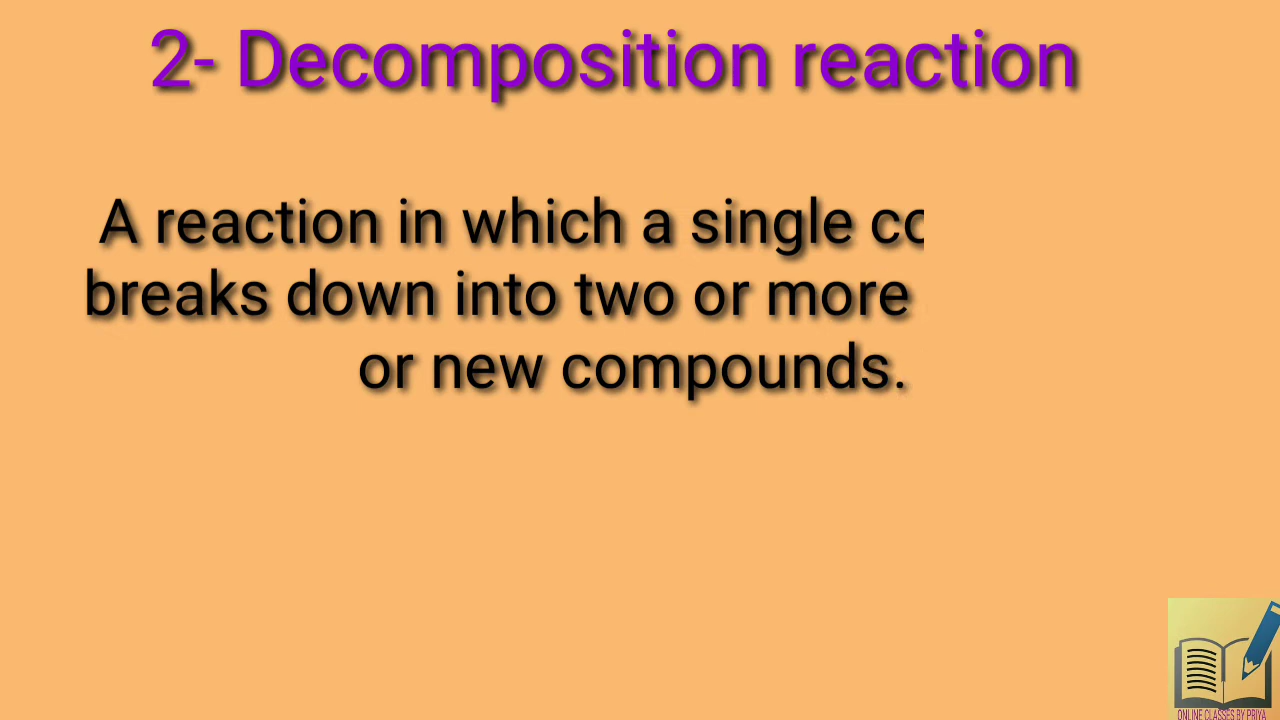 2- Decomposition reaction
A reaction in which a single
breaks down into two or more
or new compounds.
ONLINE CLASSES BY PRIYA